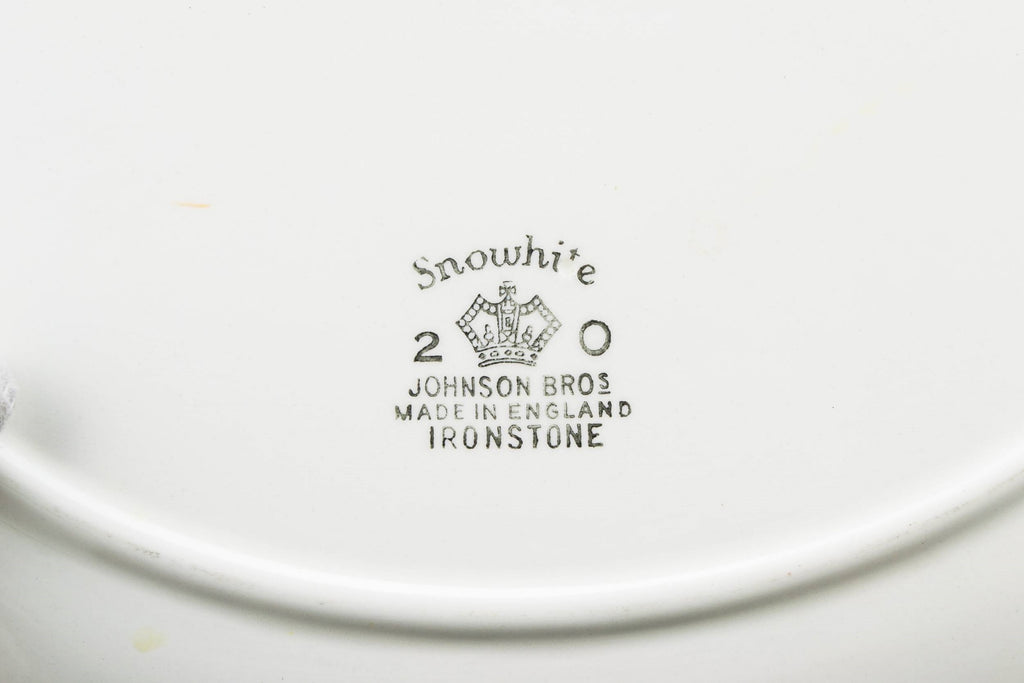 Snowhite
2 0
JOHNSON BROS
MADE IN ENGLAND
IRONSTONE